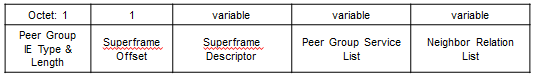 Octet: 1 1 variable variable variable
Peer Group IE Type & Length Superframe Offset Superframe Descriptor Peer Group Service List Neighbor Relation List